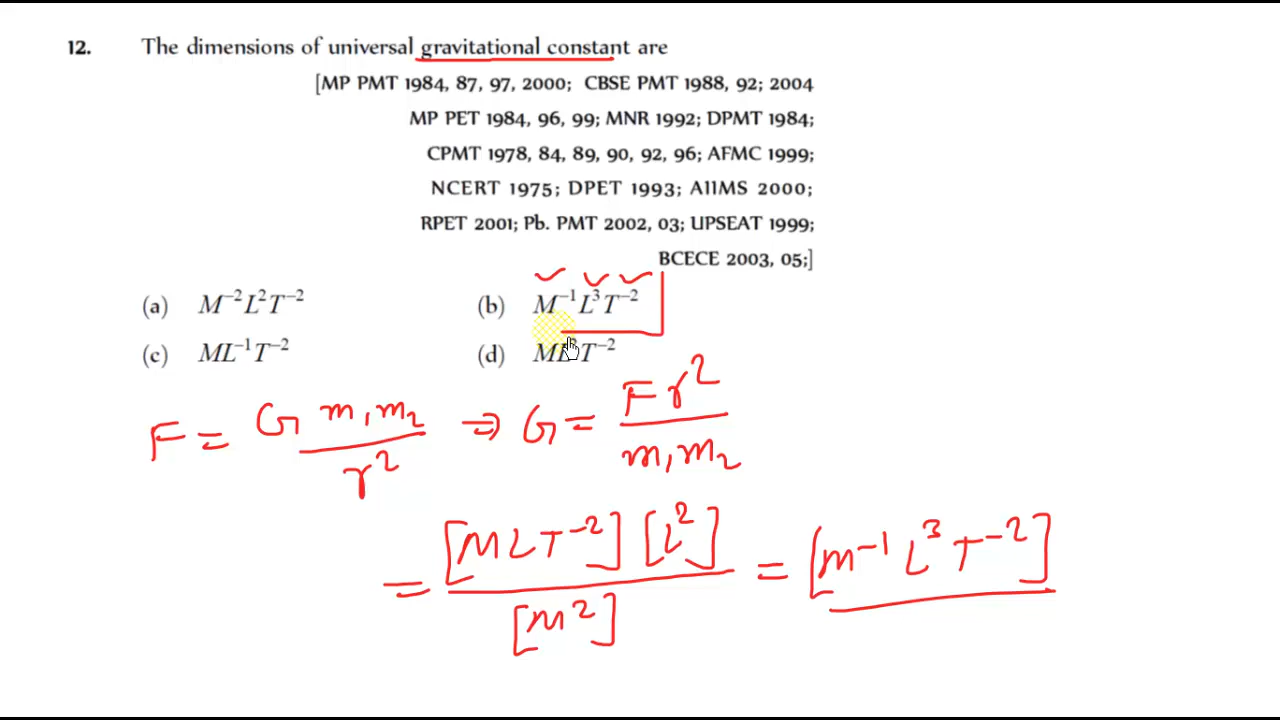 12. The dimensions of universal gravitational constant are
[MP PMT 1984, 87, 97, 2000; CBSE PMT 1988, 92; 2004
MP PET 1984, 96, 99; MNR 1992; DPMT 1984;
CPMT 1978, 84, 89, 90, 92, 96; AFMC 1999;
NCERT 1975; DPET 1993; AIIMS 2000;
RPET 2001; Pb. PMT 2002, 03; UPSEAT 1999;
BCECE 2003, 05;]
(a) M⁻²L²T⁻² (b) M⁻¹L³T⁻²
(c) ML⁻¹T⁻² (d) T⁻²
F = G m₁m₂ / r² ⇒ G = F r² / m₁m₂
= [MLT⁻²] [L²] / [M²] = [M⁻¹ L³ T⁻²]